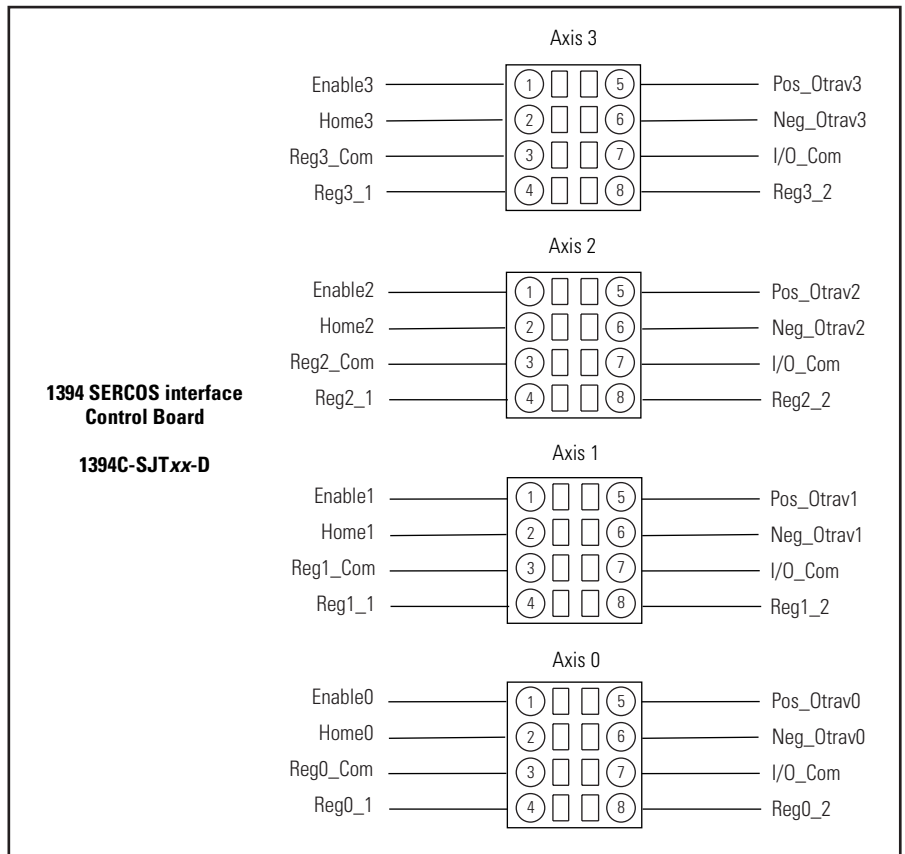 Axis 3
Enable3 1 5 Pos_Otrav3
Home3 2 6 Neg_Otrav3
Reg3_Com 3 7 I/O_Com
Reg3_1 4 8 Reg3_2
Axis 2
Enable2 1 5 Pos_Otrav2
Home2 2 6 Neg_Otrav2
Reg2_Com 3 7 I/O_Com
Reg2_1 4 8 Reg2_2
1394 SERCOS interface
Control Board
1394C-SJTxx-D
Axis 1
Enable1 1 5 Pos_Otrav1
Home1 2 6 Neg_Otrav1
Reg1_Com 3 7 I/O_Com
Reg1_1 4 8 Reg1_2
Axis 0
Enable0 1 5 Pos_Otrav0
Home0 2 6 Neg_Otrav0
Reg0_Com 3 7 I/O_Com
Reg0_1 4 8 Reg0_2